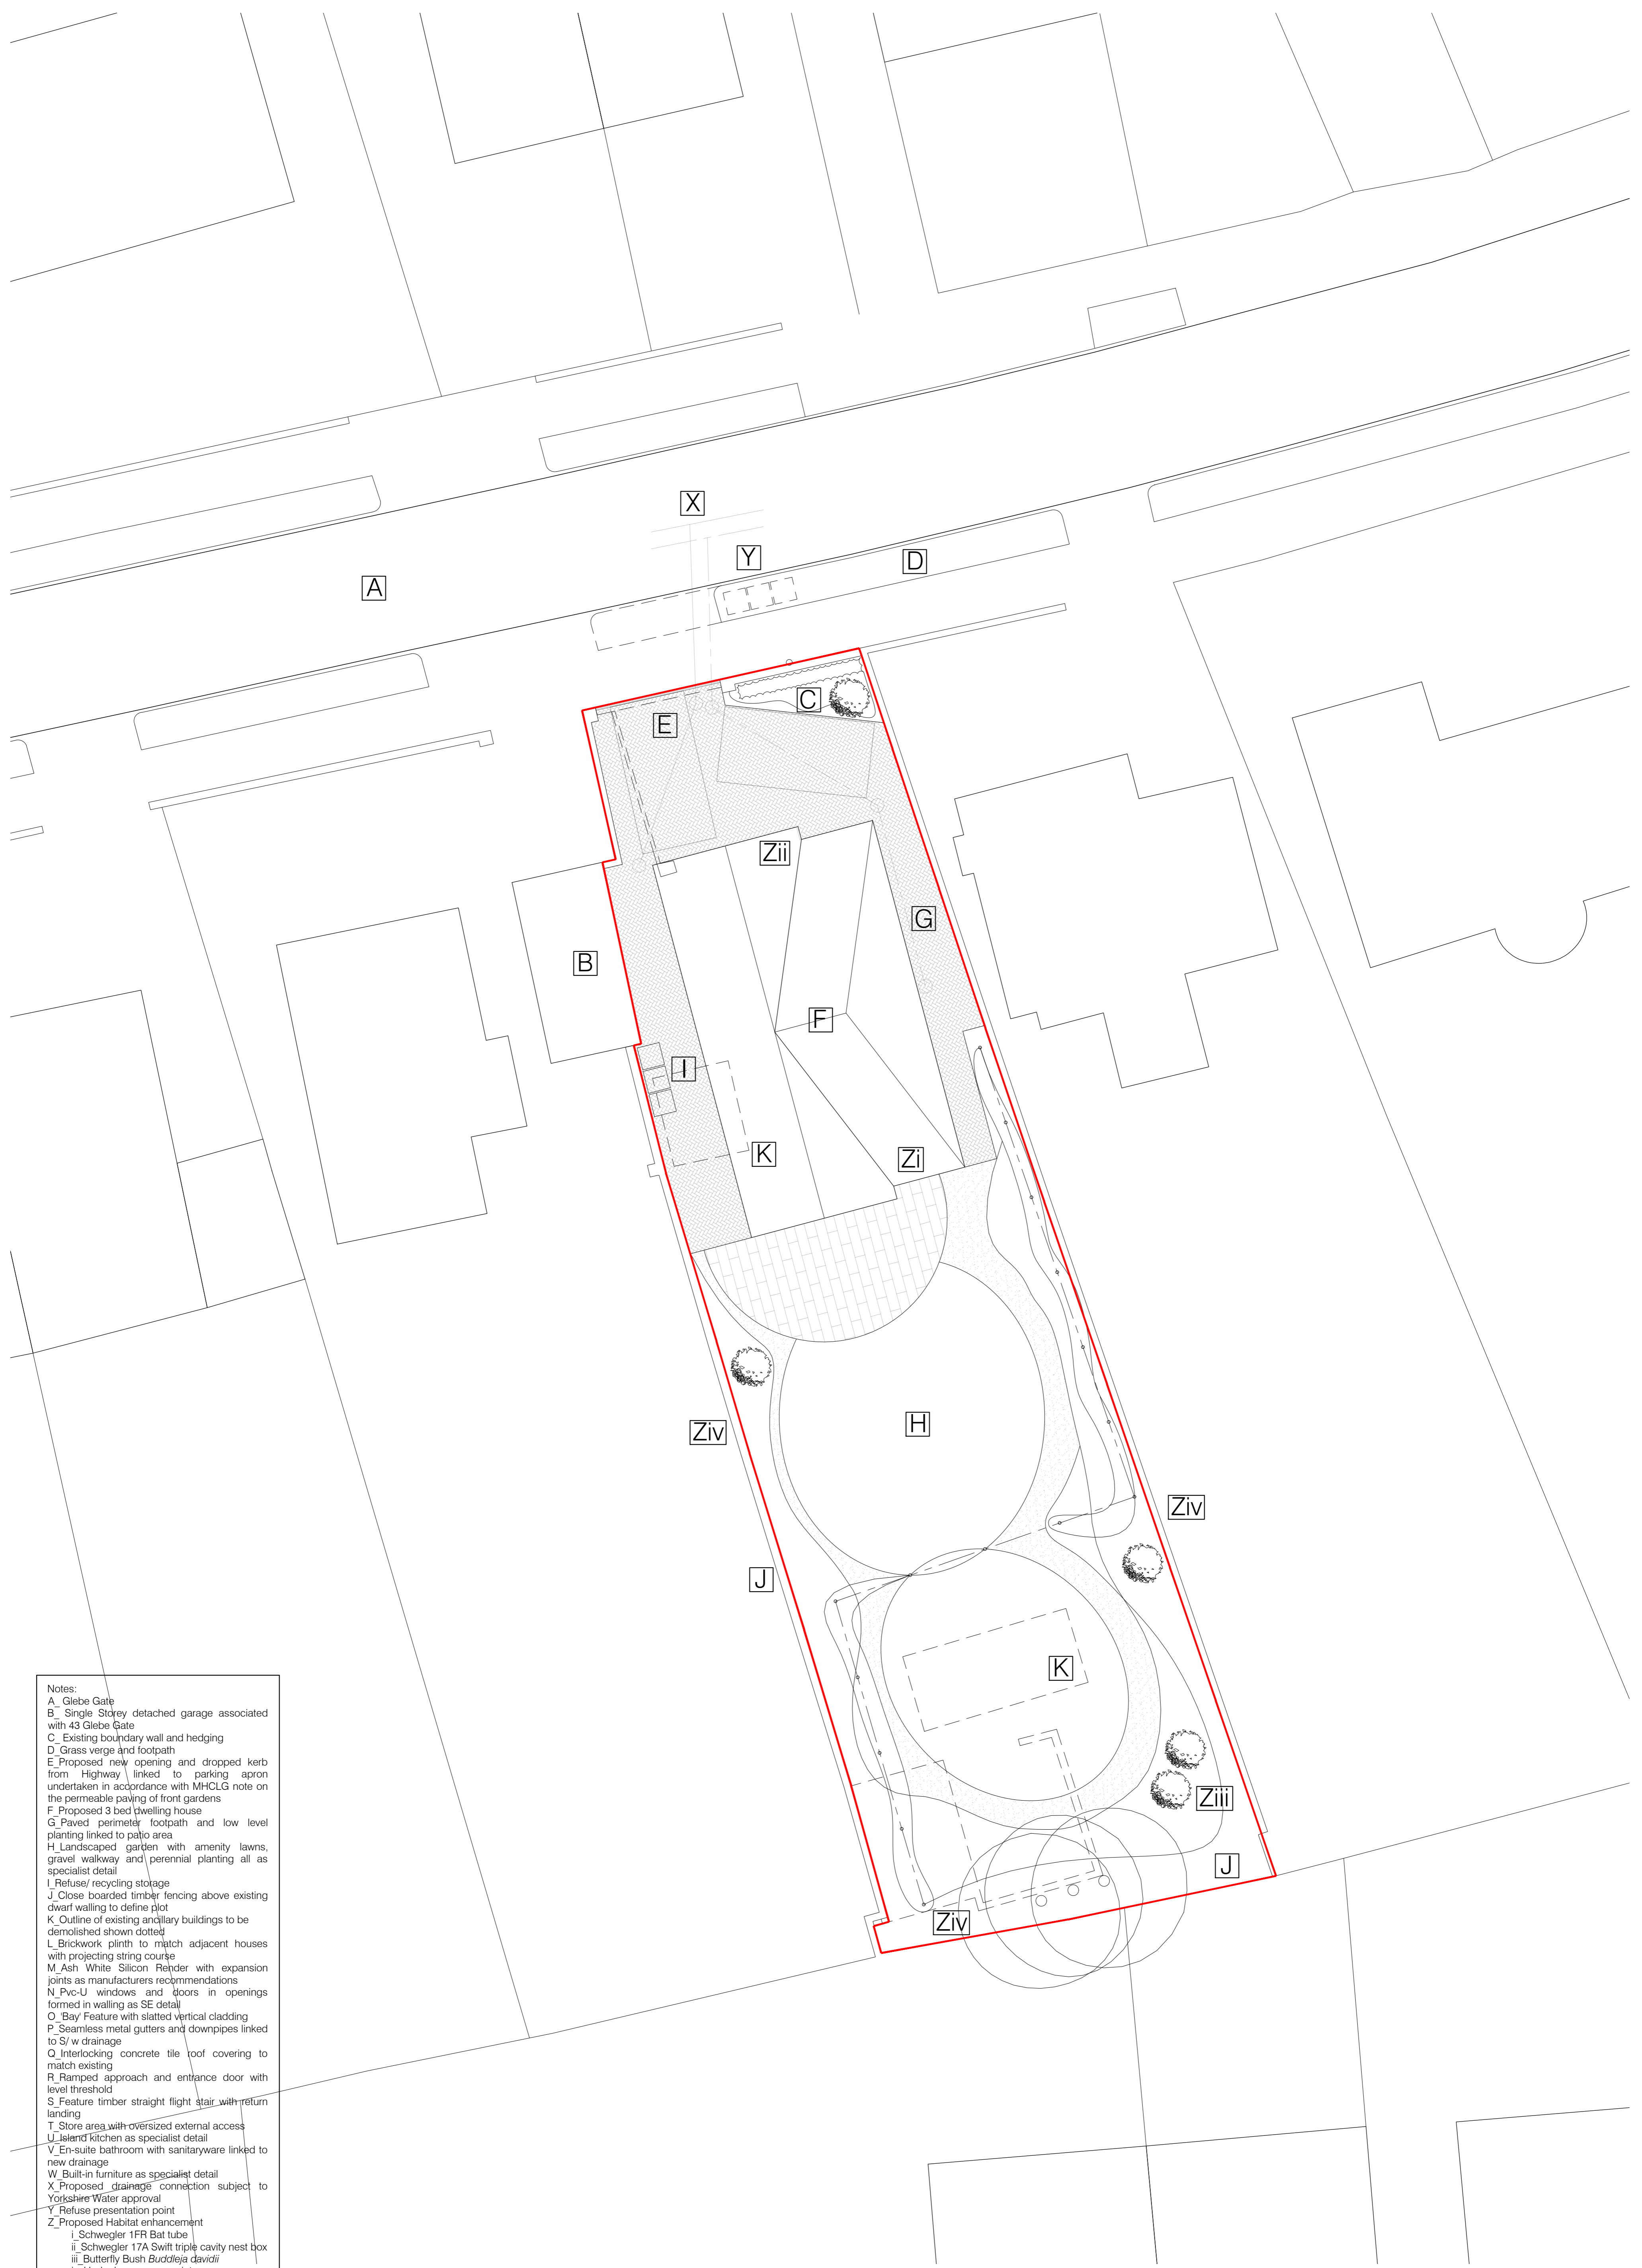 X
Y
D
A
C
E
Zii
G
B
F
I
K
Zi
H
Ziv
Ziv
J
K
Ziii
J
Ziv
Notes:
A_ Glebe Gate
B_ Single Storey detached garage associated
with 43 Glebe Gate
C_ Existing boundary wall and hedging
D_Grass verge and footpath
E_Proposed new opening and dropped kerb
from Highway linked to parking apron
undertaken in accordance with MHCLG note on
the permeable paving of front gardens
F_Proposed 3 bed dwelling house
G_Paved perimeter footpath and low level
planting linked to patio area
H_Landscaped garden with amenity lawns,
gravel walkway and perennial planting all as
specialist detail
I_Refuse/ recycling storage
J_Close boarded timber fencing above existing
dwarf walling to define plot
K_Outline of existing ancillary buildings to be
demolished shown dotted
L_Brickwork plinth to match adjacent houses
with projecting string course
M_Ash White Silicon Render with expansion
joints as manufacturers recommendations
N_Pvc-U windows and doors in openings
formed in walling as SE detail
O_'Bay' Feature with slatted vertical cladding
P_Seamless metal gutters and downpipes linked
to S/ w drainage
Q_Interlocking concrete tile roof covering to
match existing
R_Ramped approach and entrance door with
level threshold
S_Feature timber straight flight stair with return
landing
T_Store area with oversized external access
U_Island kitchen as specialist detail
V_En-suite bathroom with sanitaryware linked to
new drainage
W_Built-in furniture as specialist detail
X_Proposed drainage connection subject to
Yorkshire Water approval
Y_Refuse presentation point
Z_Proposed Habitat enhancement
i_Schwegler 1FR Bat tube
ii_Schwegler 17A Swift triple cavity nest box
iii_Butterfly Bush Buddleja davidii